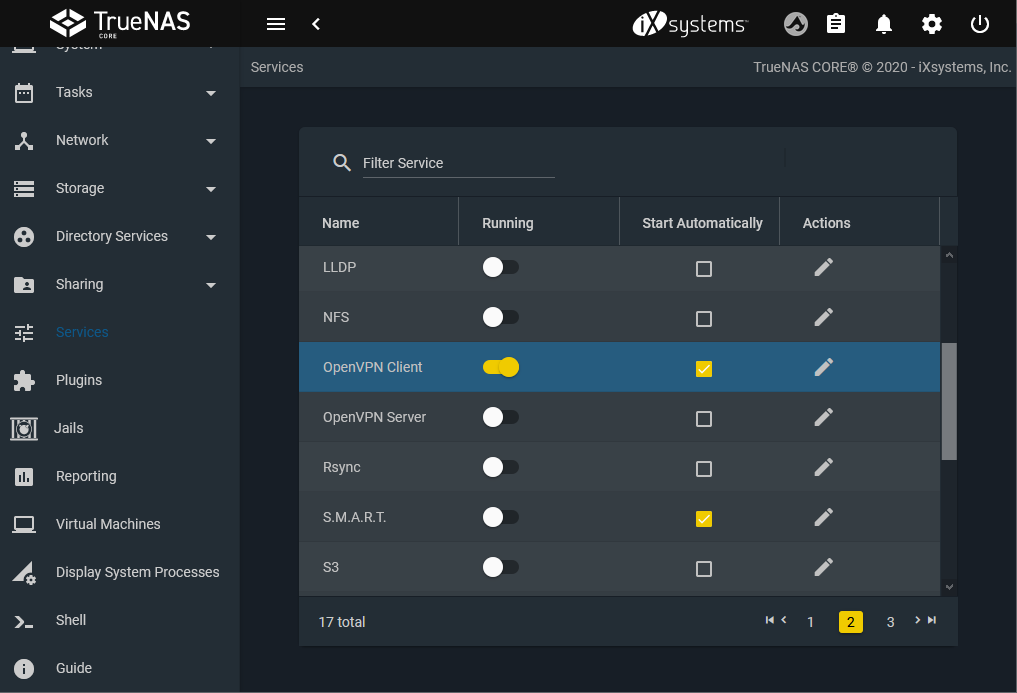 TrueNAS
CORE
iXsystems™
System
Services
TrueNAS CORE® © 2020 - iXsystems, Inc.
Tasks
Network
Storage
Directory Services
Sharing
Services
Plugins
Jails
Reporting
Virtual Machines
Display System Processes
Shell
Guide
Filter Service
Name Running Start Automatically Actions
LLDP
NFS
OpenVPN Client
OpenVPN Server
Rsync
S.M.A.R.T.
S3
17 total 1 2 3